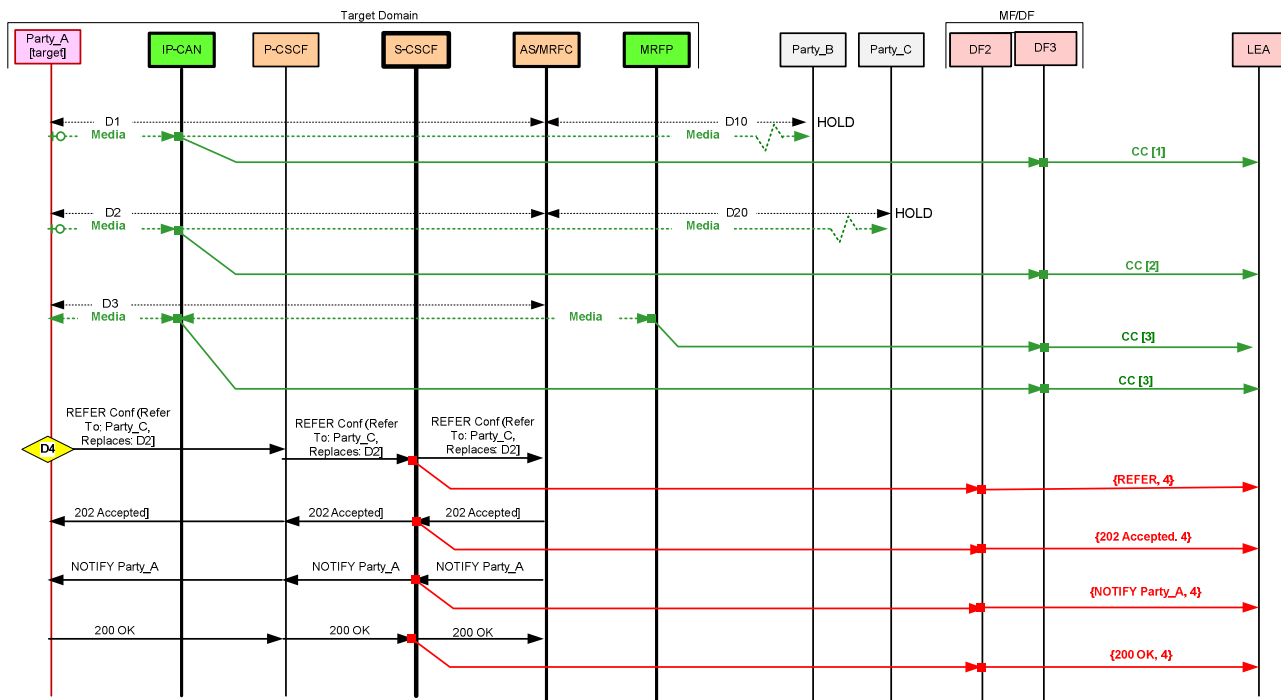 Target Domain
MF/DF
Party_A
[target]
IP-CAN
P-CSCF
S-CSCF
AS/MRFC
MRFP
Party_B
Party_C
DF2
DF3
LEA
D1
D10
HOLD
Media
Media
CC [1]
D2
D20
HOLD
Media
Media
CC [2]
D3
Media
Media
CC [3]
CC [3]
REFER Conf (Refer
To: Party_C,
Replaces: D2]
REFER Conf (Refer
To: Party_C,
Replaces: D2]
REFER Conf (Refer
To: Party_C,
Replaces: D2]
D4
{REFER, 4}
202 Accepted]
202 Accepted]
202 Accepted]
{202 Accepted, 4}
NOTIFY Party_A
NOTIFY Party_A
NOTIFY Party_A
{NOTIFY Party_A, 4}
200 OK
200 OK
200 OK
{200 OK, 4}